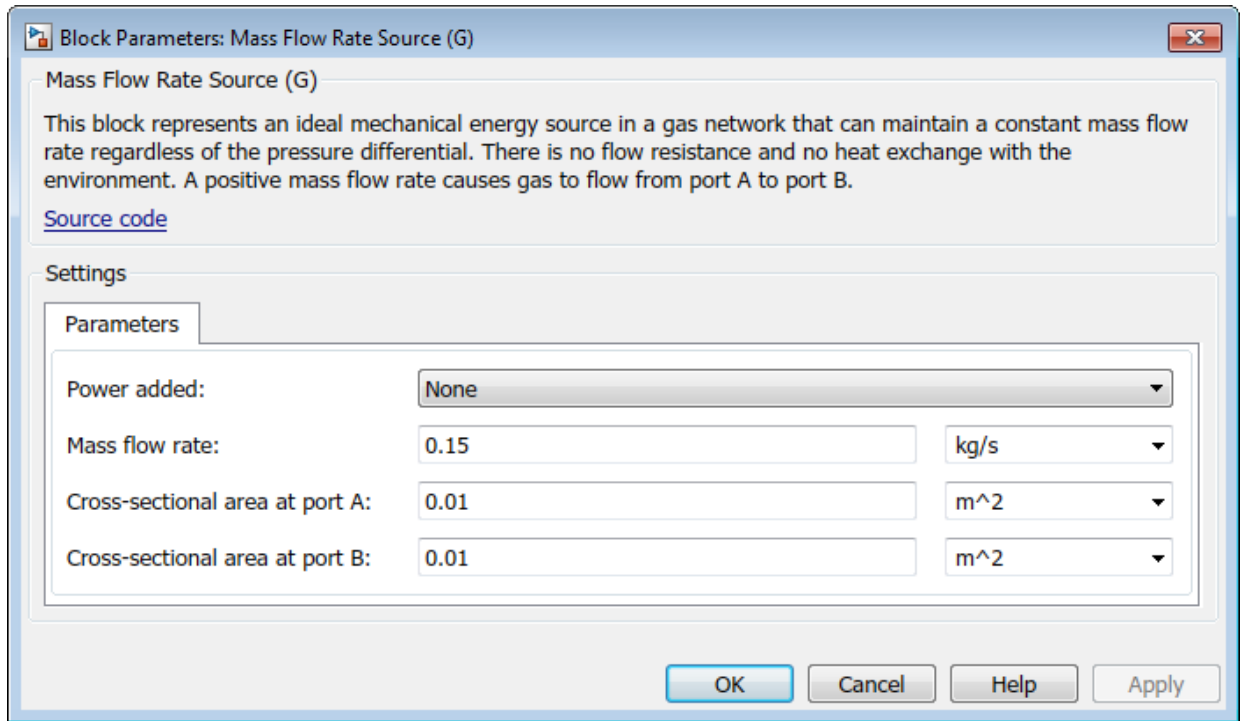 Block Parameters: Mass Flow Rate Source (G)
Mass Flow Rate Source (G)
This block represents an ideal mechanical energy source in a gas network that can maintain a constant mass flow
rate regardless of the pressure differential. There is no flow resistance and no heat exchange with the
environment. A positive mass flow rate causes gas to flow from port A to port B.
Source code
Settings
Parameters
Power added: None
Mass flow rate: 0.15 kg/s
Cross-sectional area at port A: 0.01 m^2
Cross-sectional area at port B: 0.01 m^2
OK Cancel Help Apply